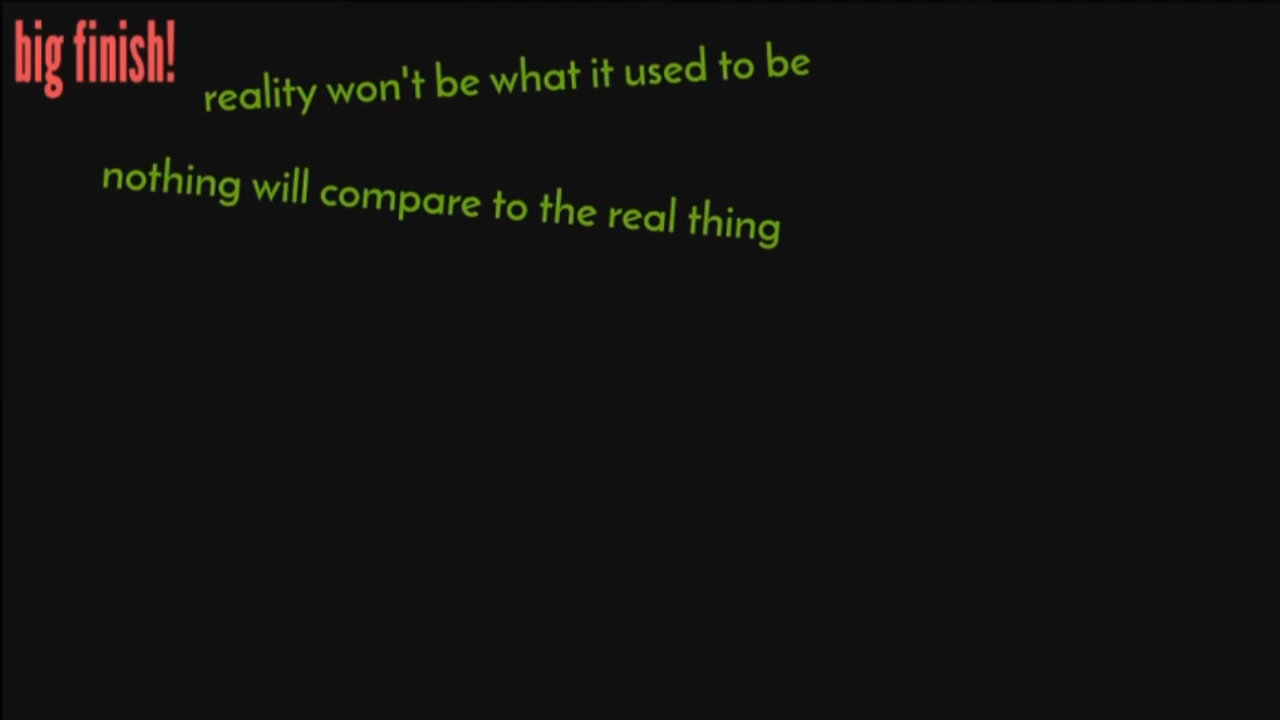 big finish!
reality won't be what it used to be
nothing will compare to the real thing